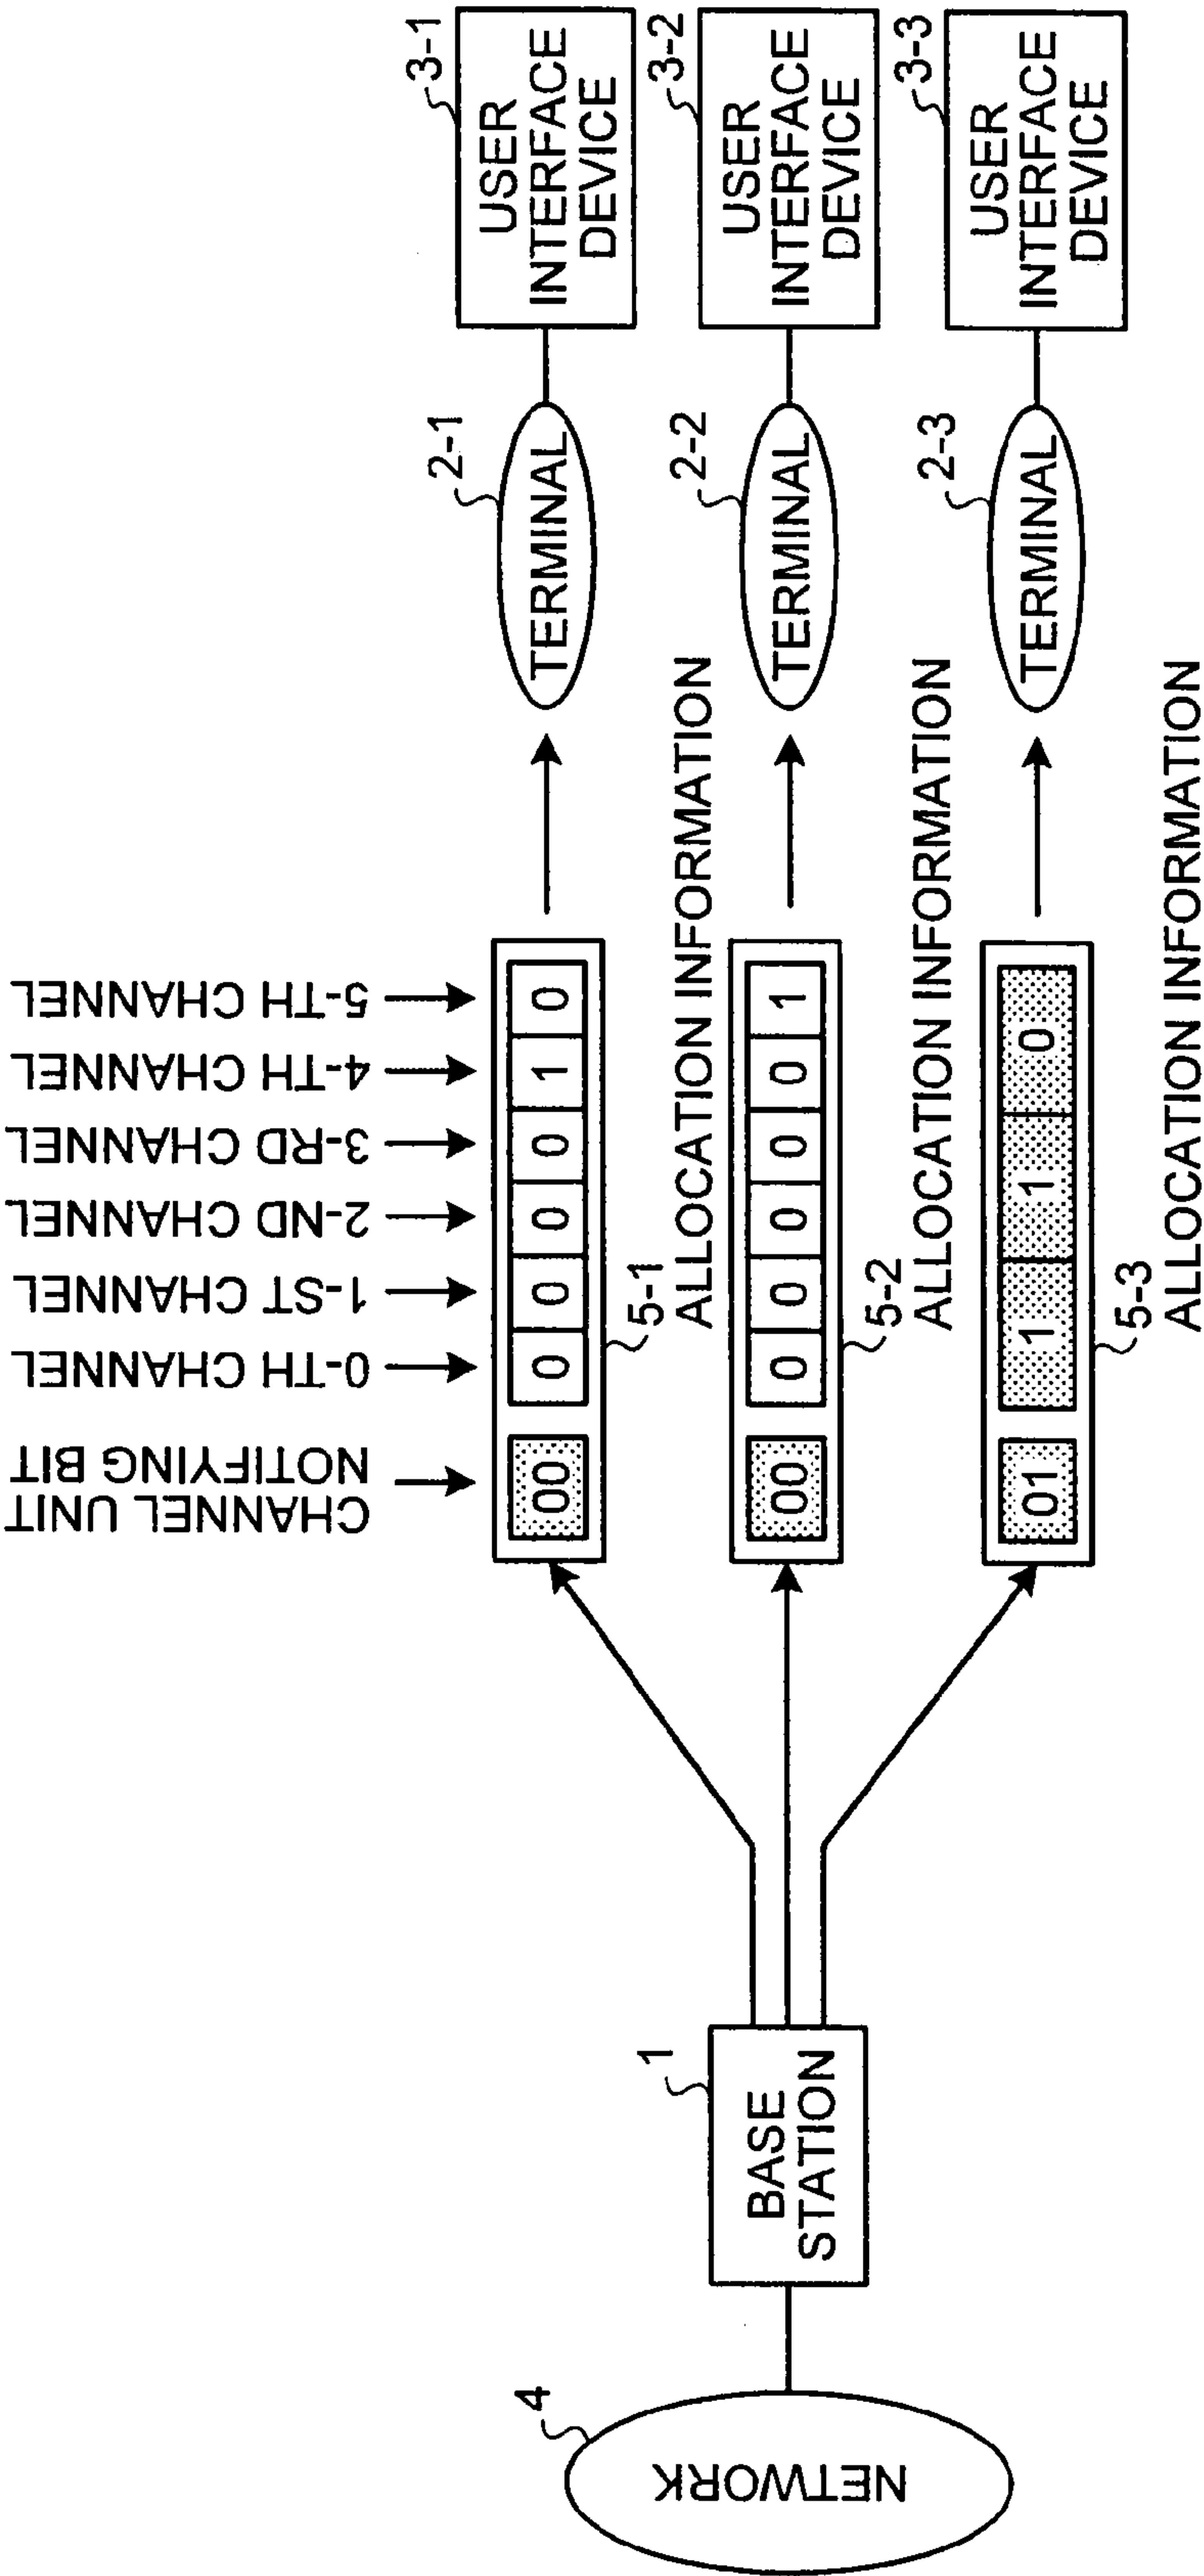 4
NETWORK
1
BASE
STATION
CHANNEL UNIT
NOTIFYING BIT
0-TH CHANNEL
1-ST CHANNEL
2-ND CHANNEL
3-RD CHANNEL
4-TH CHANNEL
5-TH CHANNEL
00 0 0 0 0 1 0
5-1
ALLOCATION INFORMATION
2-1
TERMINAL
3-1
USER
INTERFACE
DEVICE
00 0 0 0 0 0 1
5-2
ALLOCATION INFORMATION
2-2
TERMINAL
3-2
USER
INTERFACE
DEVICE
01 1 1 0
5-3
ALLOCATION INFORMATION
2-3
TERMINAL
3-3
USER
INTERFACE
DEVICE